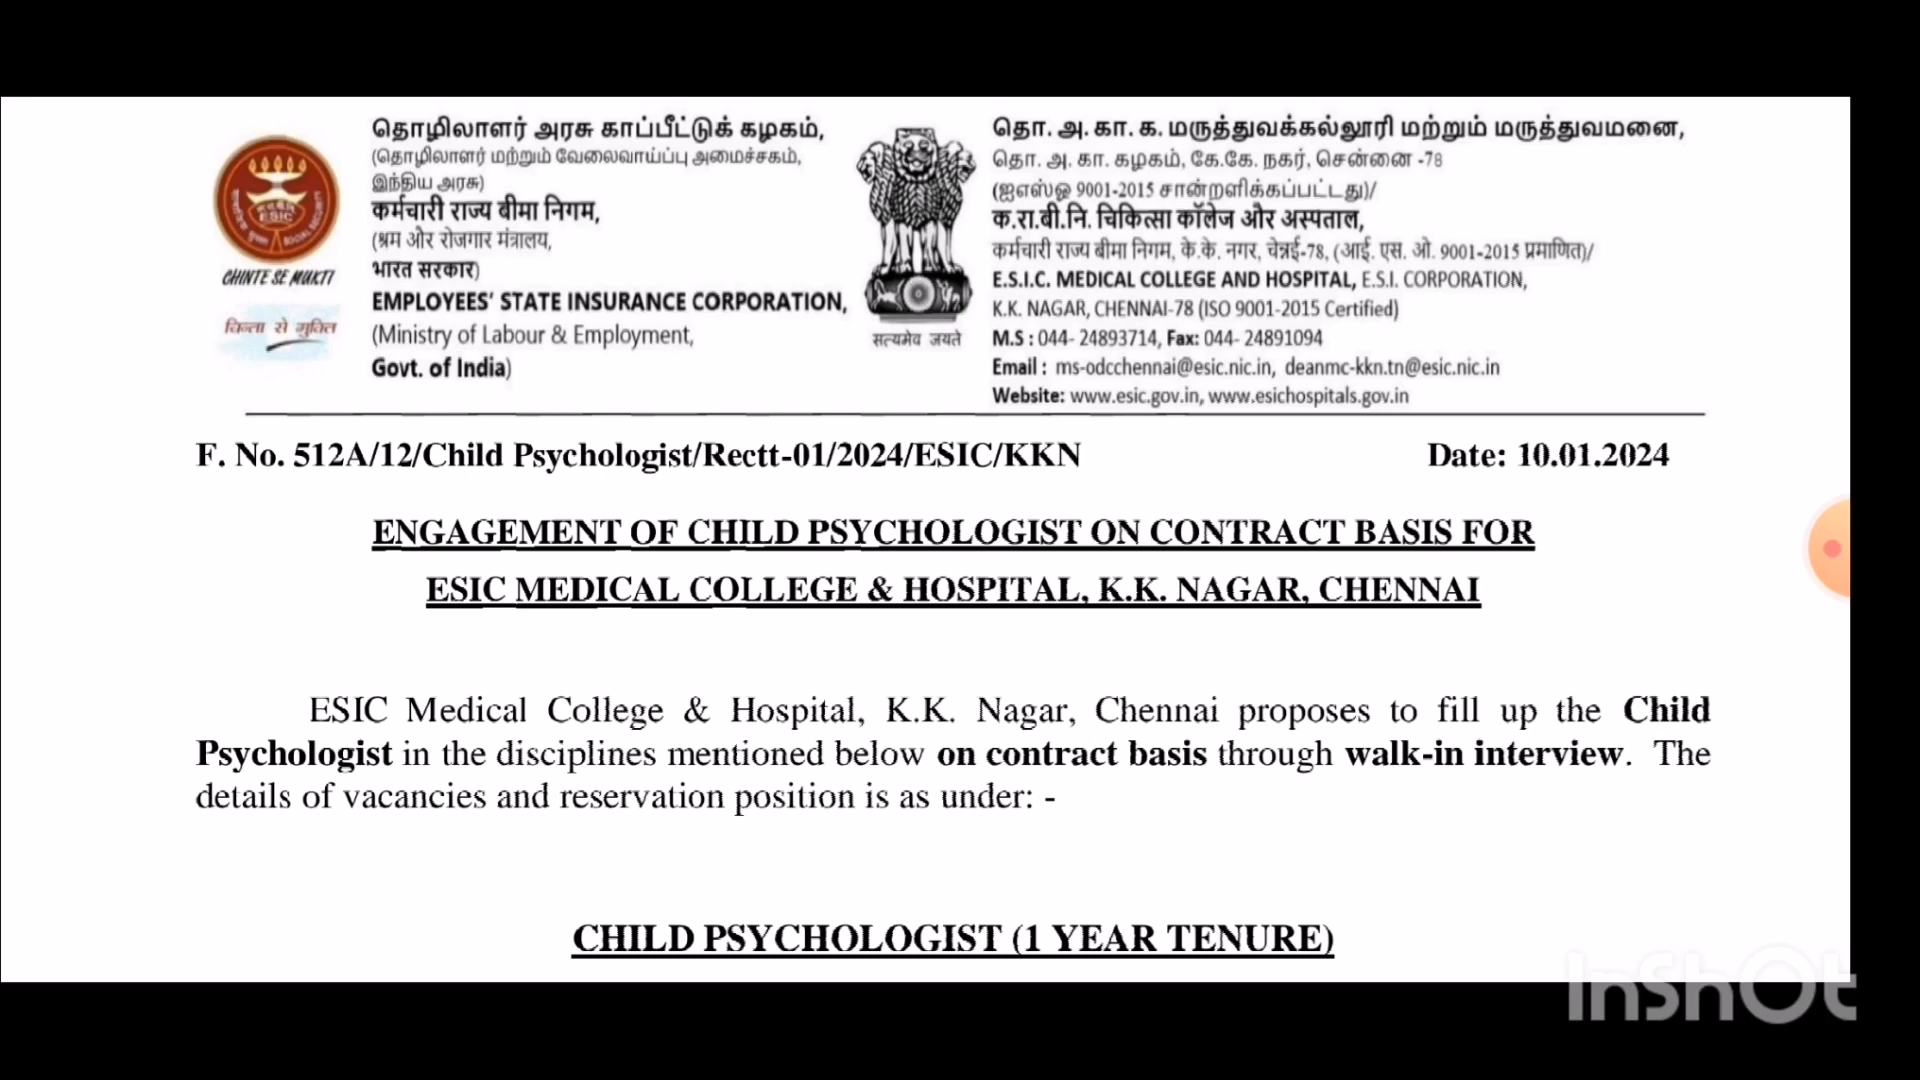 தொழிலாளர் அரசு காப்பீட்டுக் கழகம்,
(தொழிலாளர் மற்றும் வேலைவாய்ப்பு அமைச்சகம்,
இந்திய அரசு)
कर्मचारी राज्य बीमा निगम,
(श्रम और रोजगार मंत्रालय,
भारत सरकार)
EMPLOYEES' STATE INSURANCE CORPORATION,
(Ministry of Labour & Employment,
Govt. of India)
ESIC
CHINTE SE MUKTI
चिन्ता से मुक्ति
सत्यमेव जयते
தொ. அ. கா. க. மருத்துவக்கல்லூரி மற்றும் மருத்துவமனை,
தொ. அ. கா. கழகம், கே.கே. நகர், சென்னை -78
(ஐஎஸ்ஓ 9001-2015 சான்றளிக்கப்பட்டது)/
क.रा.बी.नि. चिकित्सा कॉलेज और अस्पताल,
कर्मचारी राज्य बीमा निगम, के.के. नगर, चेन्नई-78, (आई. एस. ओ. 9001-2015 प्रमाणित)/
E.S.I.C. MEDICAL COLLEGE AND HOSPITAL, E.S.I. CORPORATION,
K.K. NAGAR, CHENNAI-78 (ISO 9001-2015 Certified)
M.S : 044- 24893714, Fax: 044- 24891094
Email : ms-odcchennai@esic.nic.in, deanmc-kkn.tn@esic.nic.in
Website: www.esic.gov.in, www.esichospitals.gov.in
F. No. 512A/12/Child Psychologist/Rectt-01/2024/ESIC/KKN Date: 10.01.2024
ENGAGEMENT OF CHILD PSYCHOLOGIST ON CONTRACT BASIS FOR
ESIC MEDICAL COLLEGE & HOSPITAL, K.K. NAGAR, CHENNAI
ESIC Medical College & Hospital, K.K. Nagar, Chennai proposes to fill up the Child
Psychologist in the disciplines mentioned below on contract basis through walk-in interview. The
details of vacancies and reservation position is as under: -
CHILD PSYCHOLOGIST (1 YEAR TENURE)
InShOt